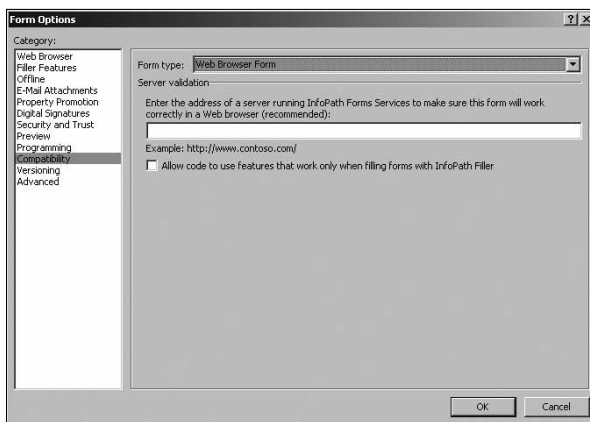 Form Options
Category:
Web Browser
Filler Features
Offline
E-Mail Attachments
Property Promotion
Digital Signatures
Security and Trust
Preview
Programming
Compatibility
Versioning
Advanced
Form type: Web Browser Form
Server validation
Enter the address of a server running InfoPath Forms Services to make sure this form will work
correctly in a Web browser (recommended):
Example: http://www.contoso.com/
Allow code to use features that work only when filling forms with InfoPath Filler
OK Cancel